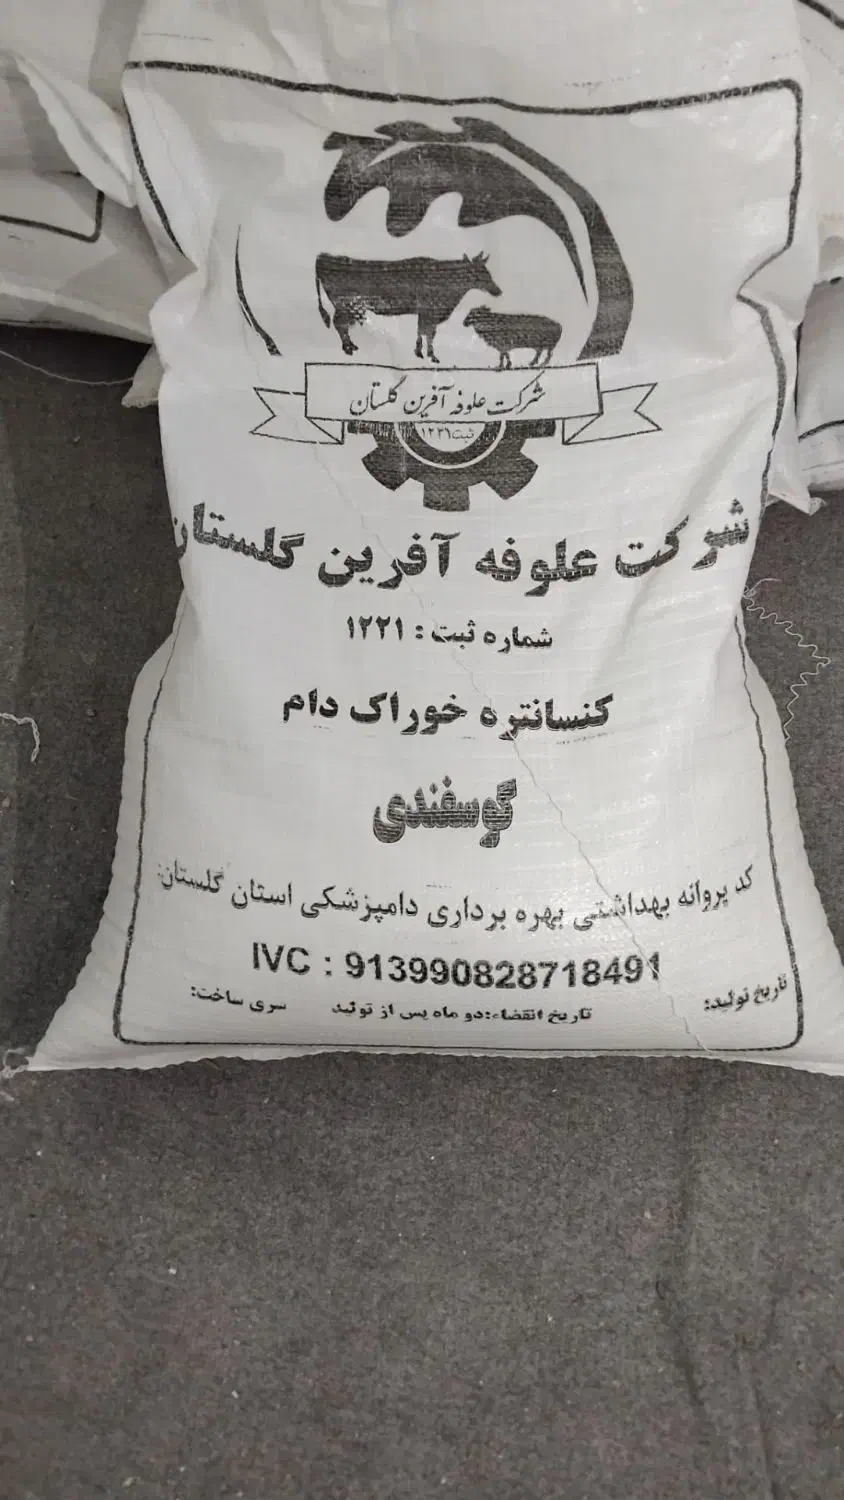 شرکت علوفه آفرین گلستان
ثبت ۱۲۲۱
شرکت علوفه آفرین گلستان
شماره ثبت : ۱۲۲۱
کنسانتره خوراک دام
گوسفندی
کد پروانه بهداشتی بهره برداری دامپزشکی استان گلستان:
IVC : 913990828718491
تاریخ تولید: تاریخ انقضاء:دو ماه پس از تولید سری ساخت: